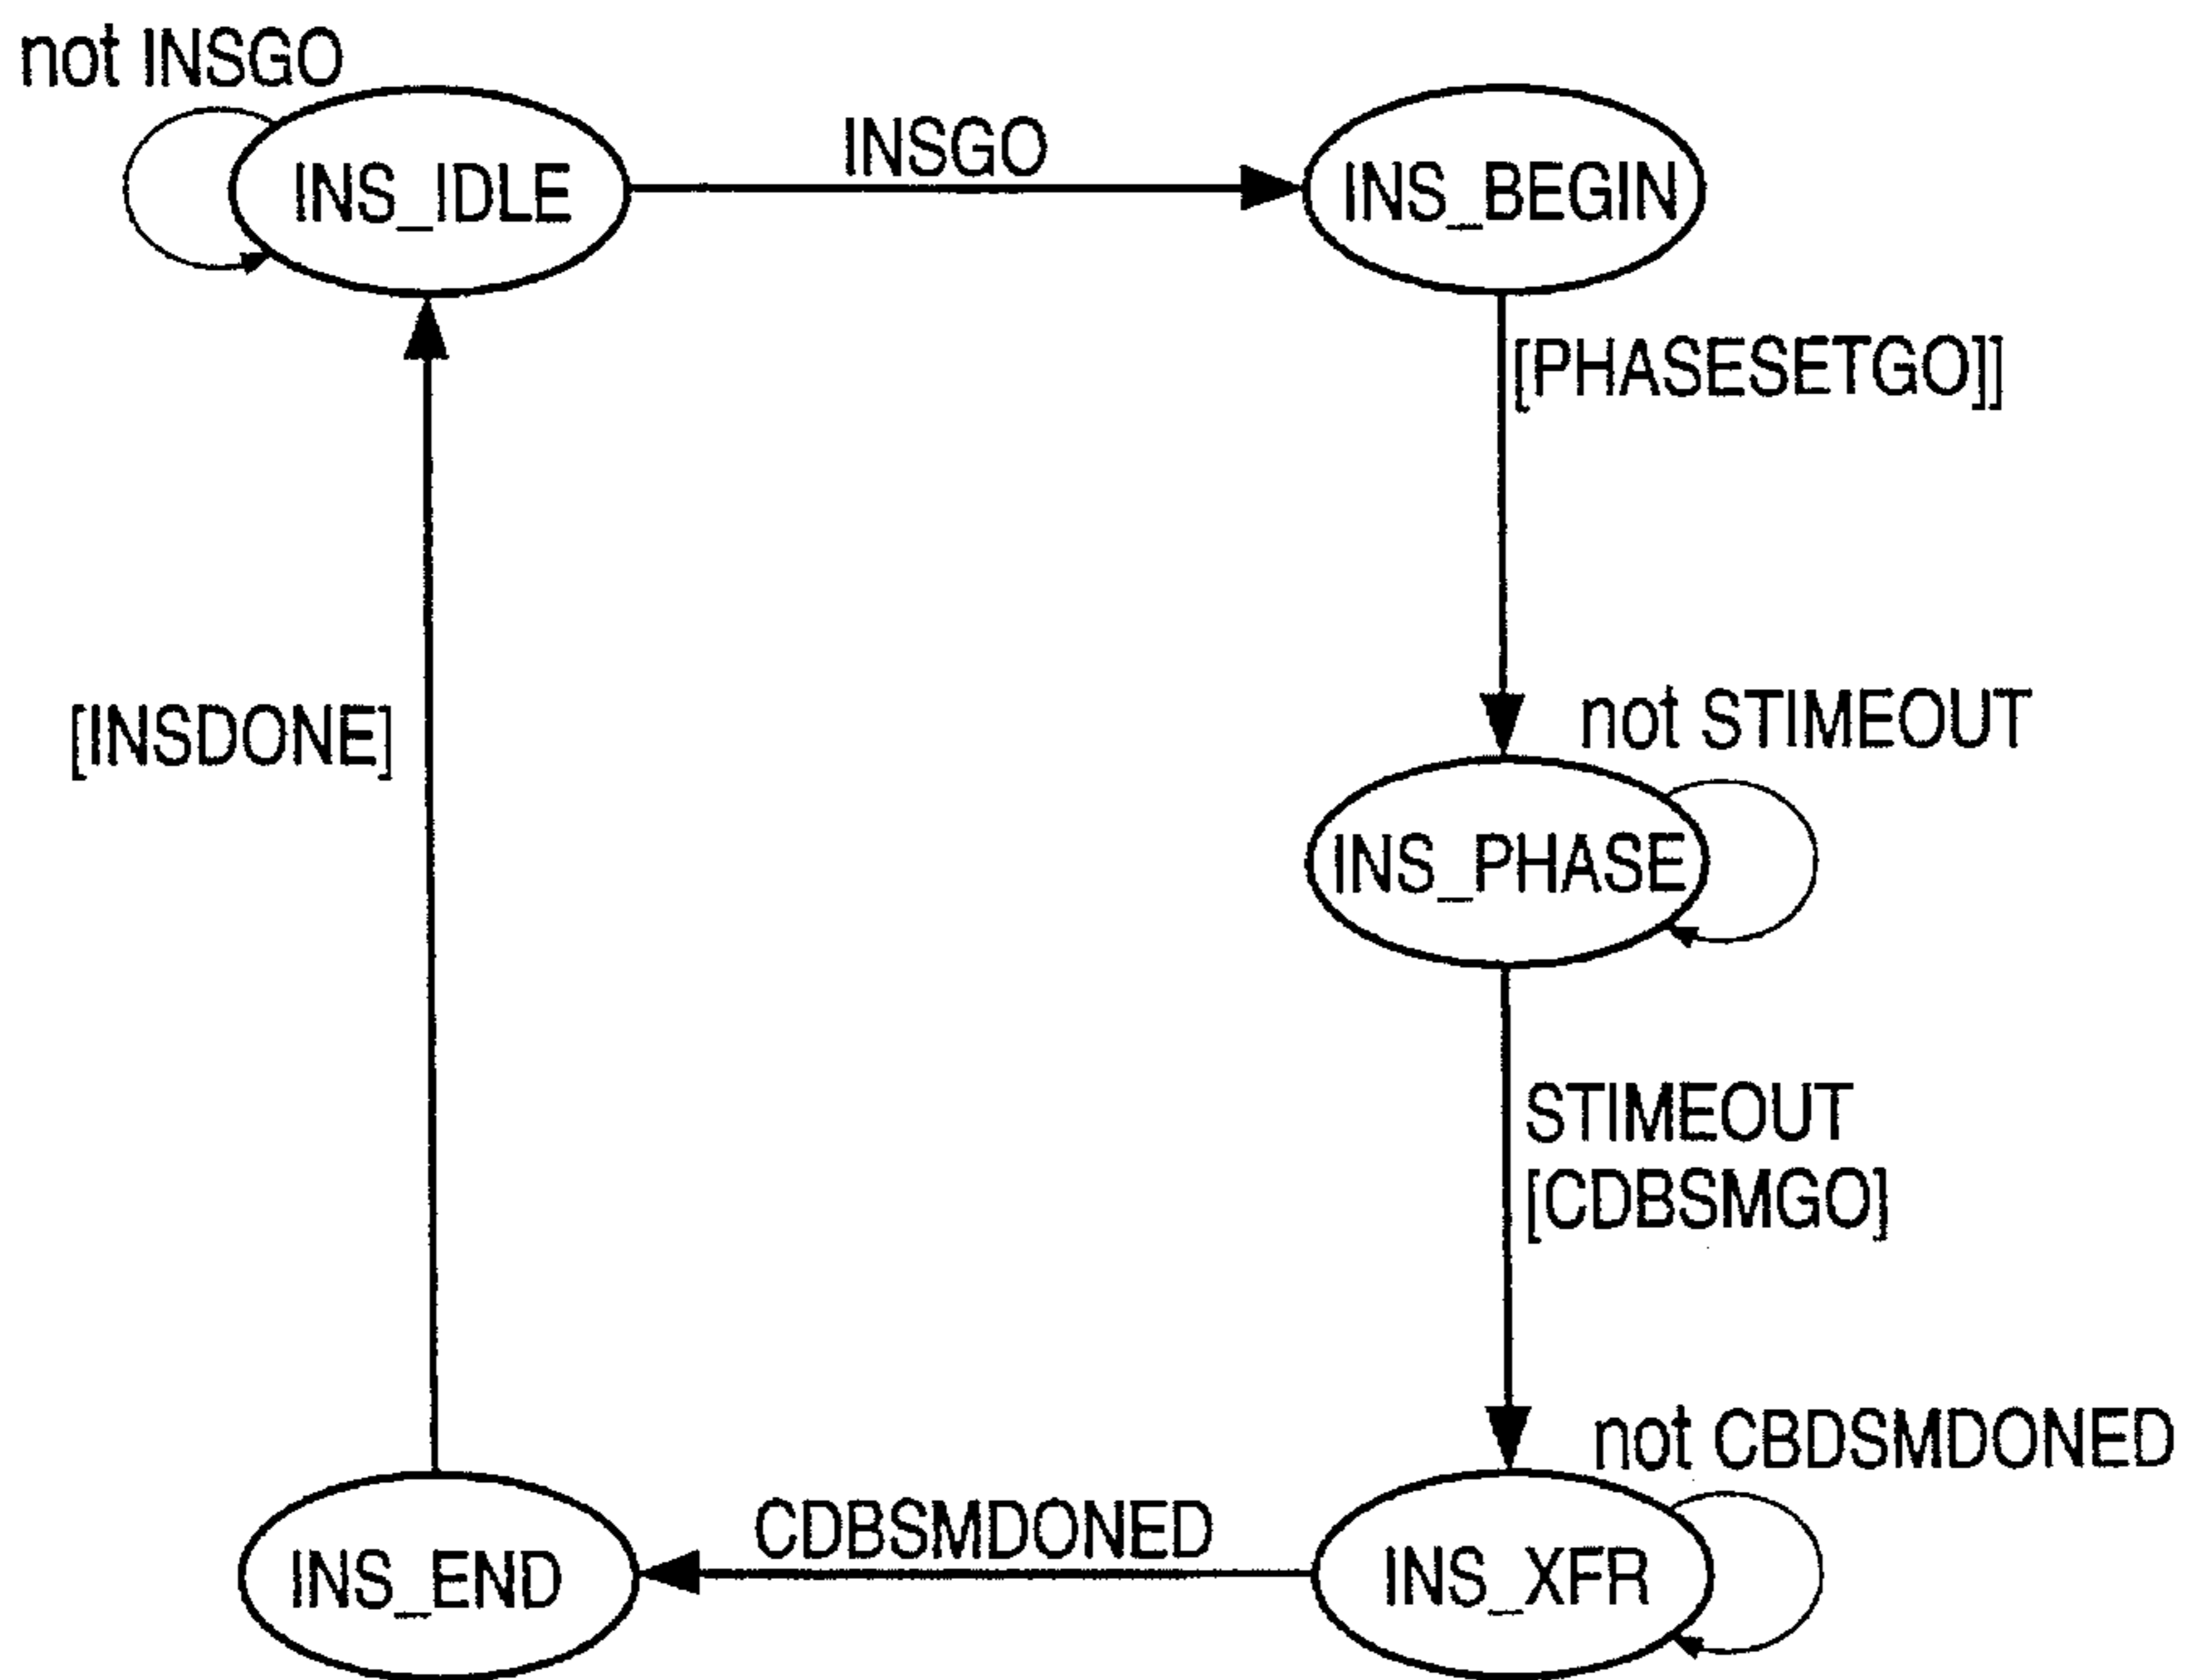 not INSGO
INS_IDLE
INSGO
INS_BEGIN
[PHASESETGO]]
[INSDONE]
not STIMEOUT
INS_PHASE
STIMEOUT
[CDBSMGO]
not CBDSMDONED
INS_END
CDBSMDONED
INS_XFR